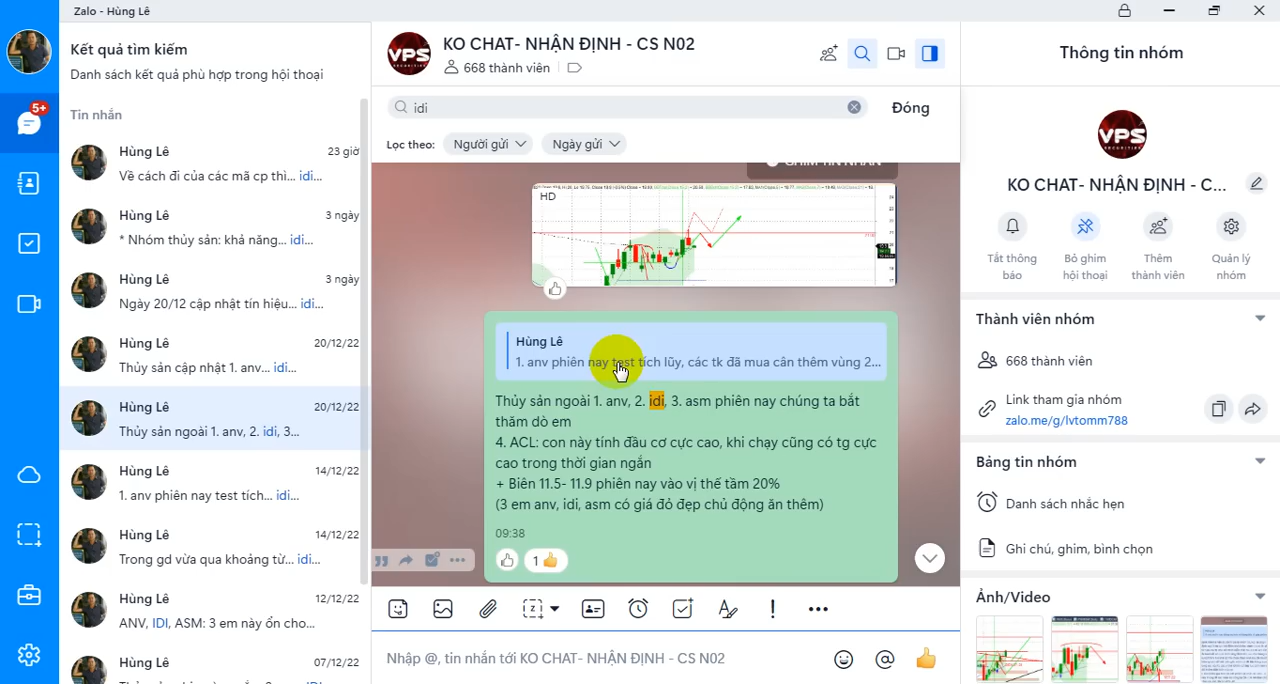 Zalo - Hùng Lê
Kết quả tìm kiếm
Danh sách kết quả phù hợp trong hội thoại
Tin nhắn
Hùng Lê 23 giờ
Về cách đi của các mã cp thi... idi...
Hùng Lê 3 ngày
* Nhóm thủy sản: khả năng... idi...
Hùng Lê 3 ngày
Ngày 20/12 cập nhật tín hiệu... idi...
Hùng Lê 20/12/22
Thủy sản cập nhật 1. anv... idi...
Hùng Lê 20/12/22
Thủy sản ngoài 1. anv, 2. idi, 3...
Hùng Lê 14/12/22
1. anv phiên nay test tích... idi...
Hùng Lê 14/12/22
Trong gd vừa qua khoảng từ... idi...
Hùng Lê 12/12/22
ANV, IDI, ASM: 3 em này ổn cho...
Hùng Lê 07/12/22
5+
VPS
KO CHAT- NHẬN ĐỊNH - CS N02
668 thành viên
idi
Đóng
Lọc theo: Người gửi Ngày gửi
GHIM TIN NHẮN
HD
Hùng Lê
1. anv phiên nay test tích lũy, các tk đã mua cân thêm vùng 2...
Thủy sản ngoài 1. anv, 2. idi, 3. asm phiên nay chúng ta bắt
thăm dò em
4. ACL: con này tính đầu cơ cực cao, khi chạy cũng có tg cực
cao trong thời gian ngắn
+ Biên 11.5- 11.9 phiên nay vào vị thế tầm 20%
(3 em anv, idi, asm có giá đỏ đẹp chủ động ăn thêm)
09:38
1
Nhập @, tin nhắn
CHAT- NHẬN ĐỊNH - CS N02
Thông tin nhóm
VPS
KO CHAT- NHẬN ĐỊNH - C...
Tắt thông báo
Bỏ ghim hội thoại
Thêm thành viên
Quản lý nhóm
Thành viên nhóm
668 thành viên
Link tham gia nhóm
zalo.me/g/lvtomm788
Bảng tin nhóm
Danh sách nhắc hẹn
Ghi chú, ghim, bình chọn
Ảnh/Video